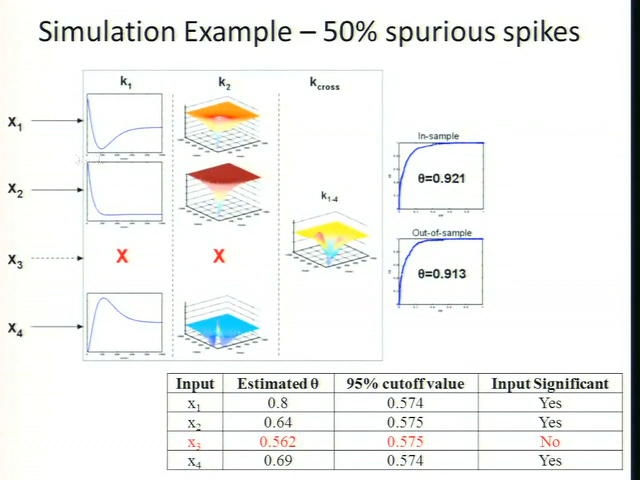 Simulation Example – 50% spurious spikes
k1 k2 kcross
x1
x2
x3 X X
x4
k1-4
In-sample
θ=0.921
Out-of-sample
θ=0.913
Input Estimated θ 95% cutoff value Input Significant
x1 0.8 0.574 Yes
x2 0.64 0.575 Yes
x3 0.562 0.575 No
x4 0.69 0.574 Yes